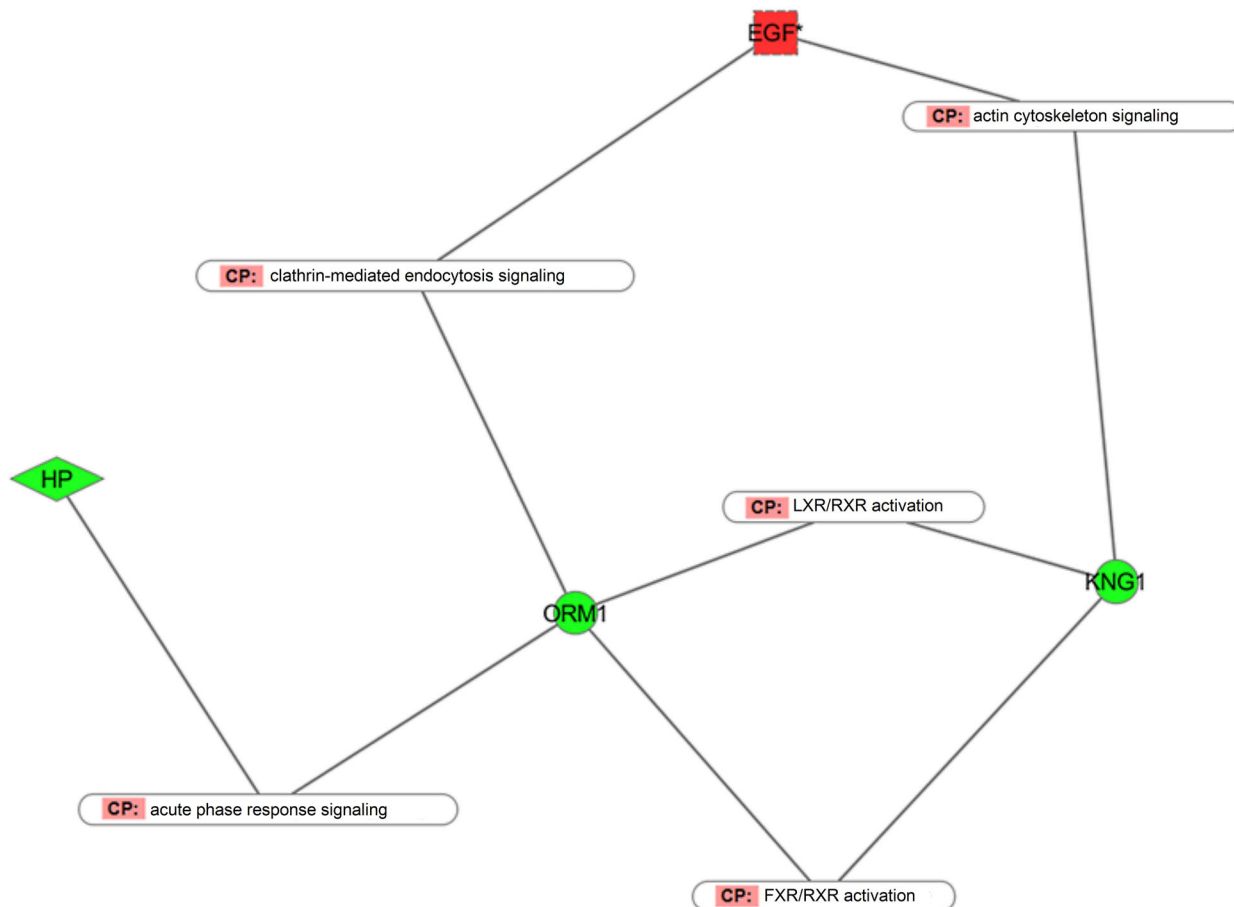 EGF*
CP: actin cytoskeleton signaling
CP: clathrin-mediated endocytosis signaling
HP
CP: LXR/RXR activation
KNG1
ORM1
CP: acute phase response signaling
CP: FXR/RXR activation